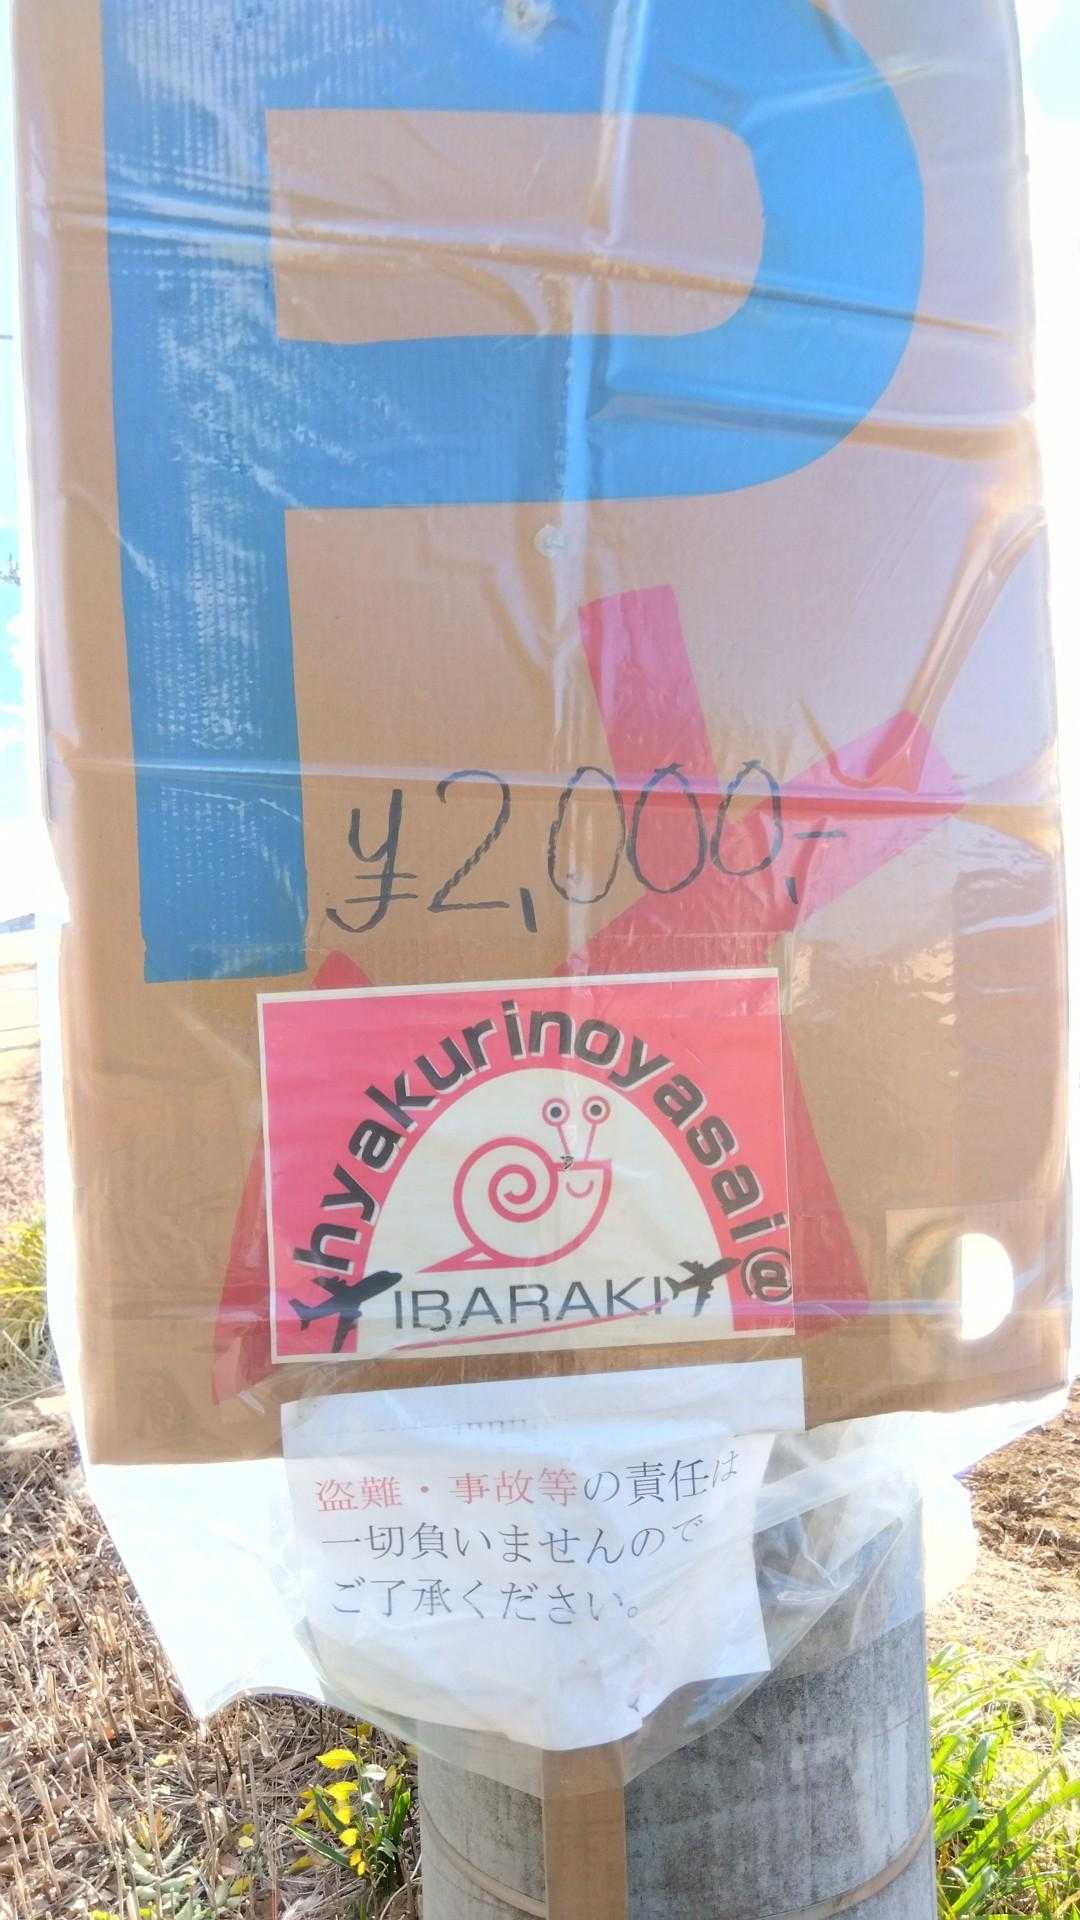 P
¥2,000,-
hyakurinoyasai@
IBARAKI
盗難・事故等の責任は
一切負いませんので
ご了承ください。